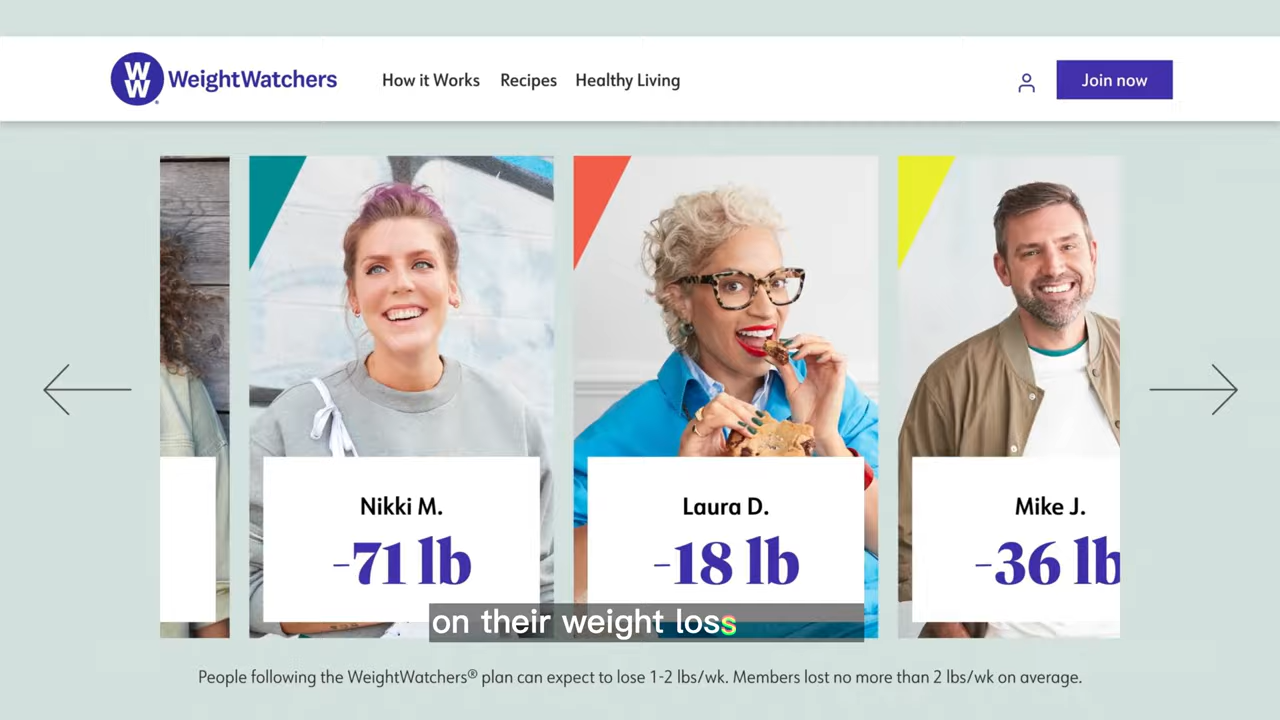 WW WeightWatchers How it Works Recipes Healthy Living Join now
Nikki M. Laura D. Mike J.
-71 lb -18 lb -36 lb
on their weight loss
People following the WeightWatchers® plan can expect to lose 1-2 lbs/wk. Members lost no more than 2 lbs/wk on average.